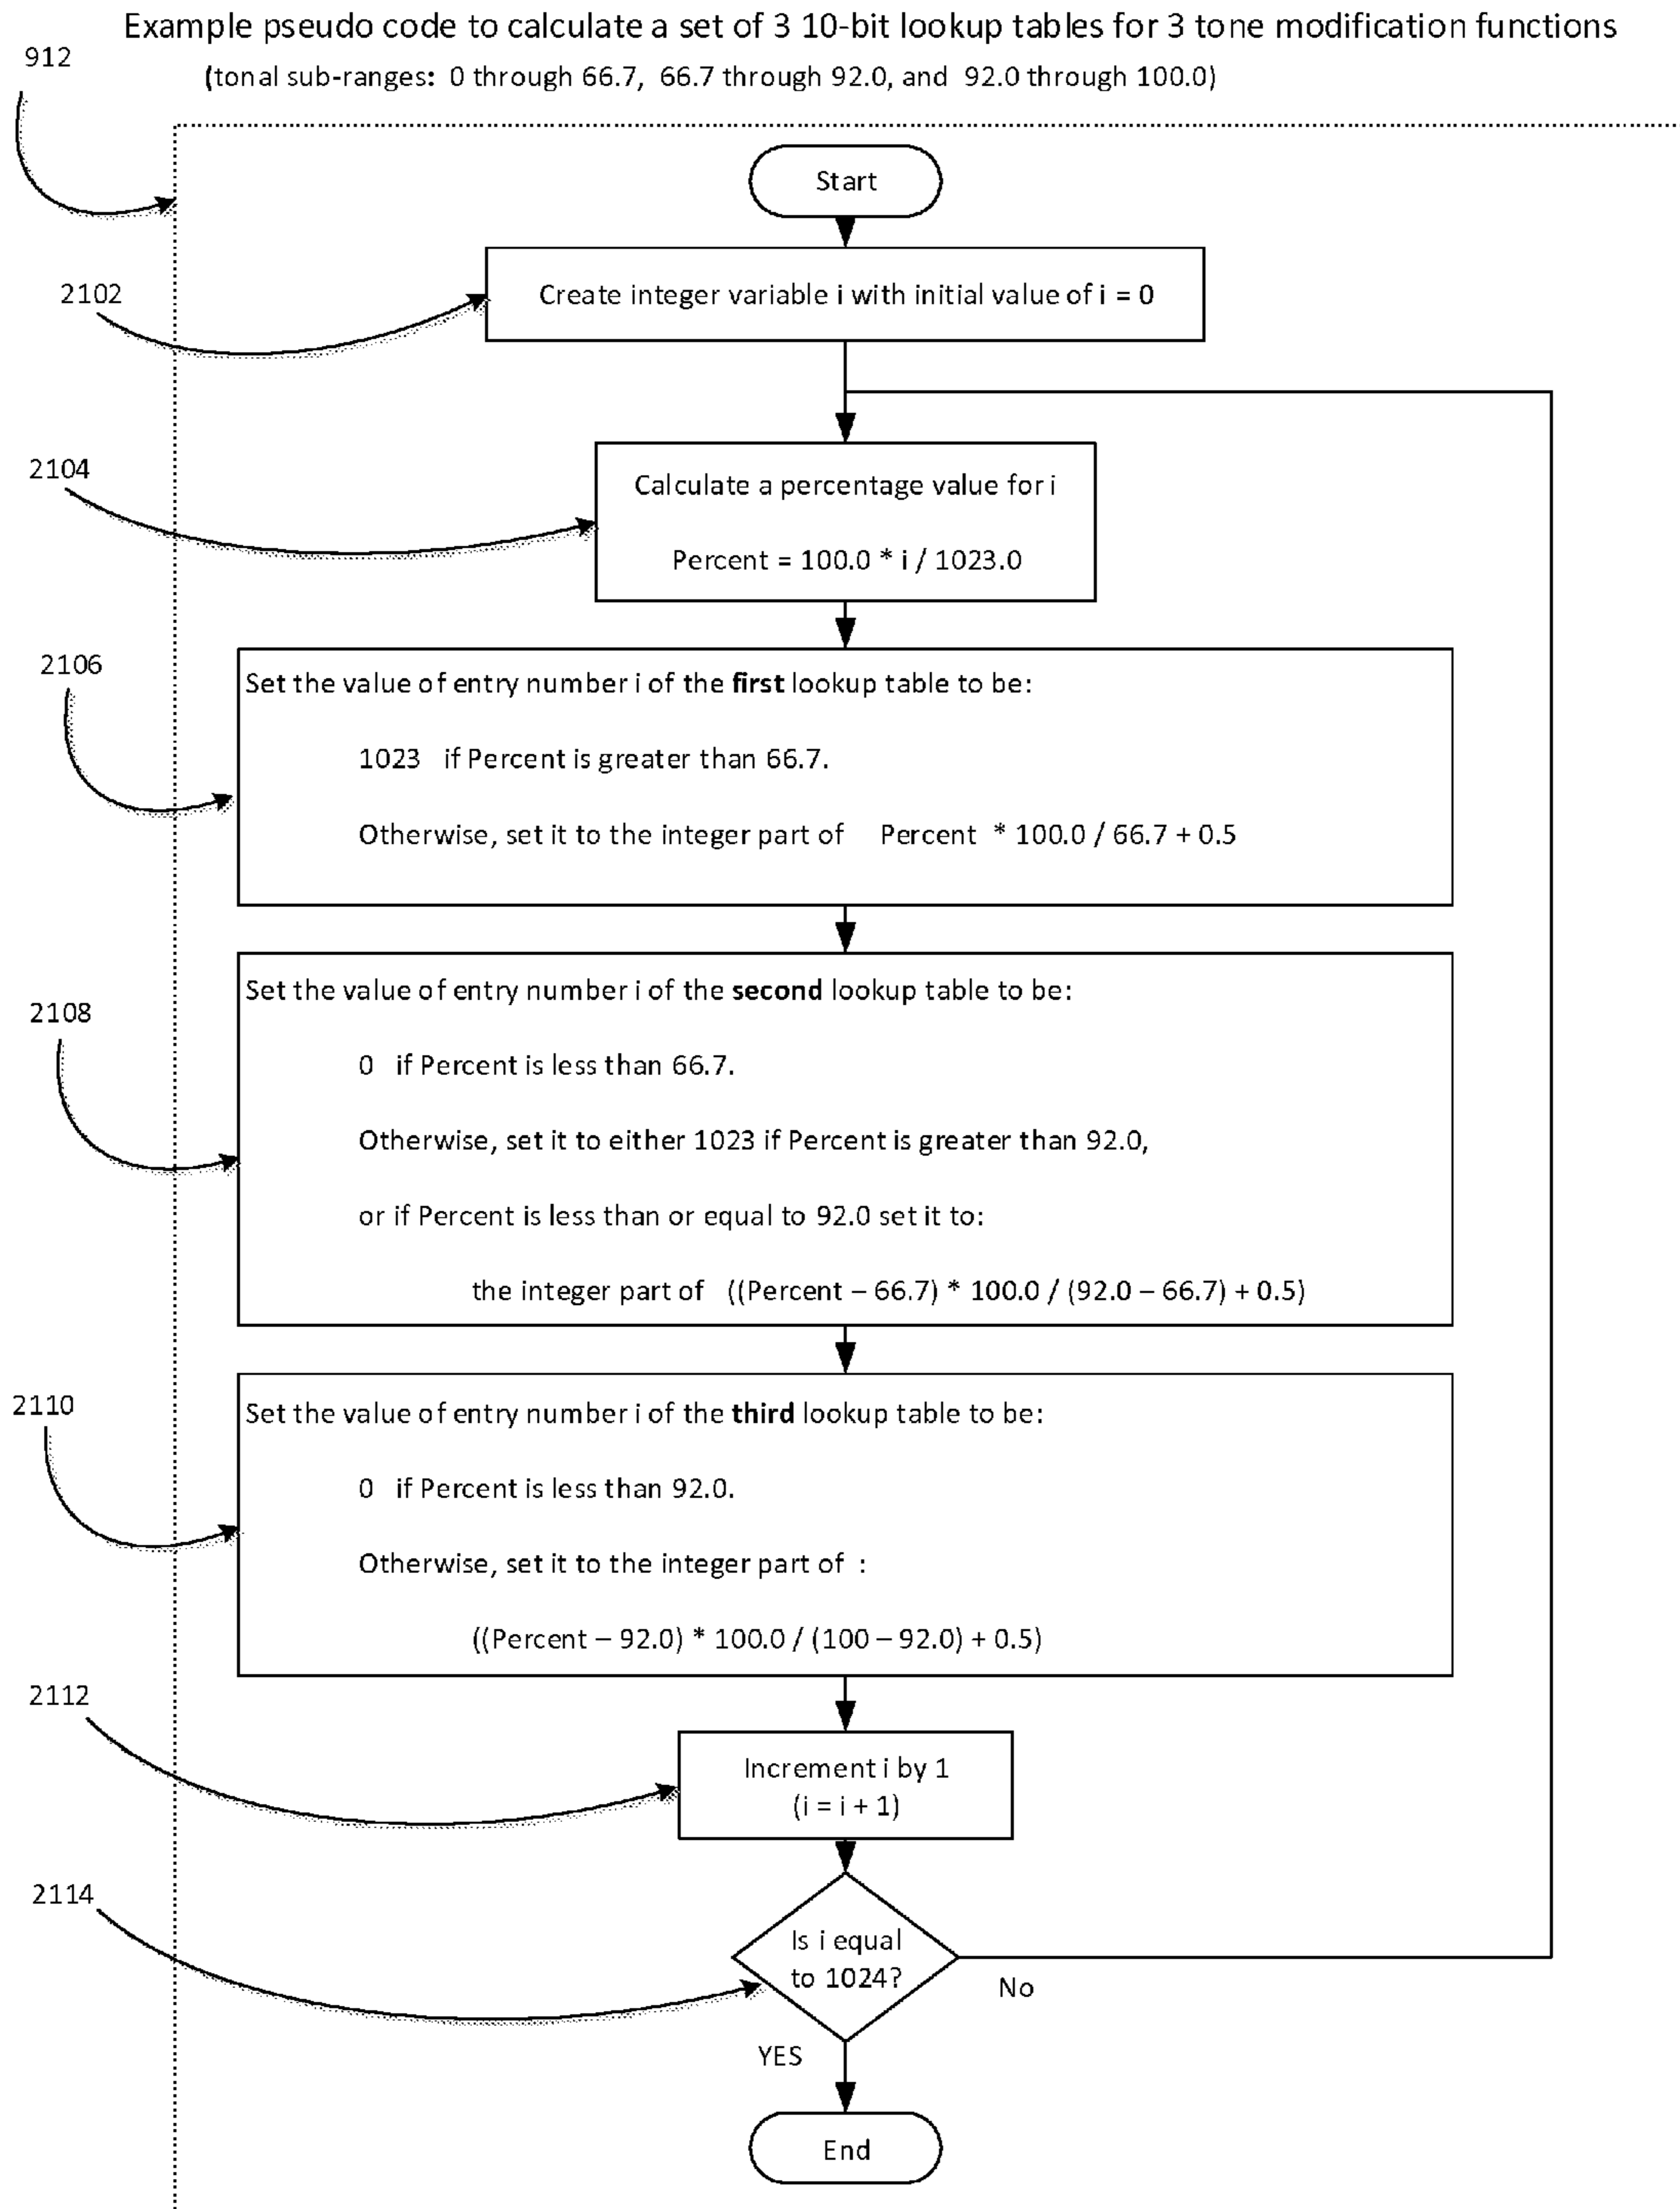 Example pseudo code to calculate a set of 3 10-bit lookup tables for 3 tone modification functions
912
(tonal sub-ranges: 0 through 66.7, 66.7 through 92.0, and 92.0 through 100.0)
Start
2102
Create integer variable i with initial value of i = 0
2104
Calculate a percentage value for i
Percent = 100.0 * i / 1023.0
2106
Set the value of entry number i of the first lookup table to be:
1023 if Percent is greater than 66.7.
Otherwise, set it to the integer part of Percent * 100.0 / 66.7 + 0.5
2108
Set the value of entry number i of the second lookup table to be:
0 if Percent is less than 66.7.
Otherwise, set it to either 1023 if Percent is greater than 92.0,
or if Percent is less than or equal to 92.0 set it to:
the integer part of ((Percent – 66.7) * 100.0 / (92.0 – 66.7) + 0.5)
2110
Set the value of entry number i of the third lookup table to be:
0 if Percent is less than 92.0.
Otherwise, set it to the integer part of :
((Percent – 92.0) * 100.0 / (100 – 92.0) + 0.5)
2112
Increment i by 1
(i = i + 1)
2114
Is i equal
to 1024?
No
YES
End